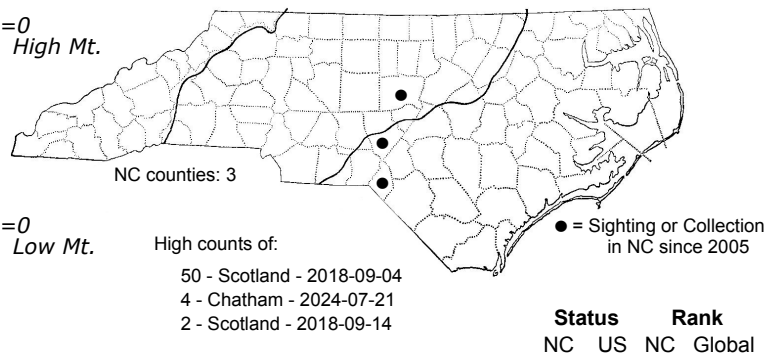 =0
High Mt.
NC counties: 3
=0
Low Mt.
High counts of:
50 - Scotland - 2018-09-04
4 - Chatham - 2024-07-21
2 - Scotland - 2018-09-14
● = Sighting or Collection
in NC since 2005
Status Rank
NC US NC Global